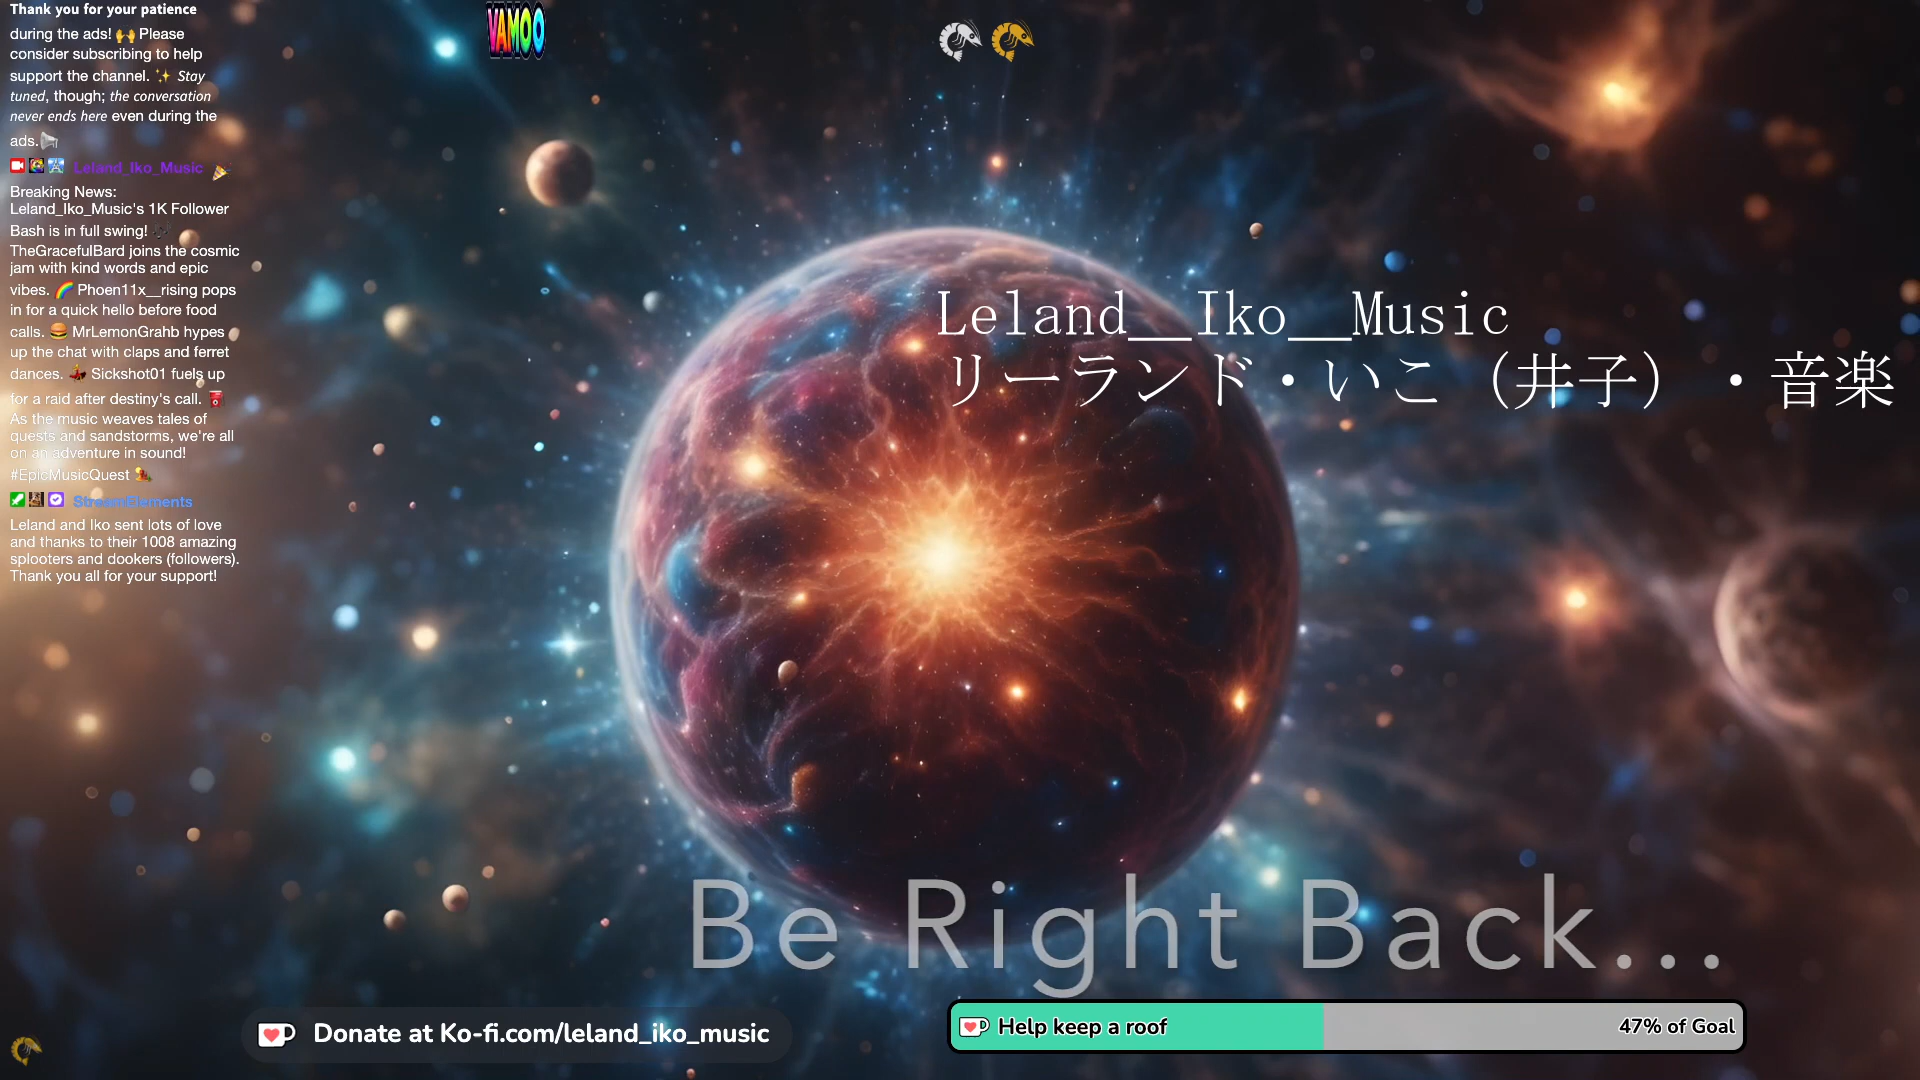 Thank you for your patience
during the ads! 🙌 Please
consider subscribing to help
support the channel. ✨ Stay
tuned, though; the conversation
never ends here even during the
ads.
Leland_Iko_Music
Breaking News:
Leland_Iko_Music's 1K Follower
Bash is in full swing! 🎶
TheGracefulBard joins the cosmic
jam with kind words and epic
vibes. 🌈 Phoen11x__rising pops
in for a quick hello before food
calls. 🍔 MrLemonGrahb hypes
up the chat with claps and ferret
dances. 💃 Sickshot01 fuels up
for a raid after destiny's call.
As the music weaves tales of
quests and sandstorms, we're all
on an adventure in sound!
#EpicMusicQuest
StreamElements
Leland and Iko sent lots of love
and thanks to their 1008 amazing
splooters and dookers (followers).
Thank you all for your support!
VAMOO
Leland__Iko__Music
リーランド・いこ（井子）・音楽
Be Right Back...
Donate at Ko-fi.com/leland_iko_music
Help keep a roof
47% of Goal